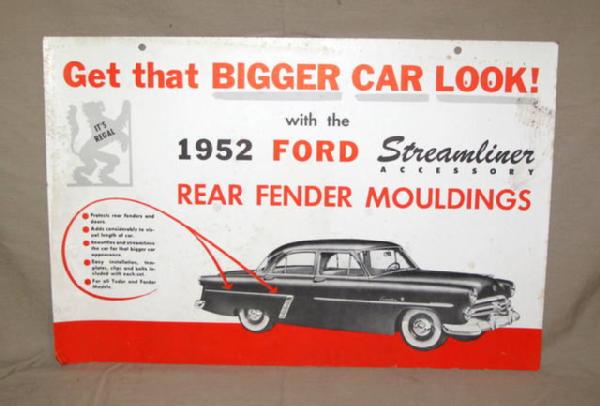 Get that BIGGER CAR LOOK!
IT'S
REGAL
with the
1952 FORD Streamliner
ACCESSORY
REAR FENDER MOULDINGS
Protects rear fenders and
doors.
Adds considerably to vis-
ual length of car.
Beautifies and streamlines
the car for that bigger car
appearance.
Easy installation, tem-
plates, clips and bolts in-
cluded with each set.
For all Tudor and Fordor
Models.